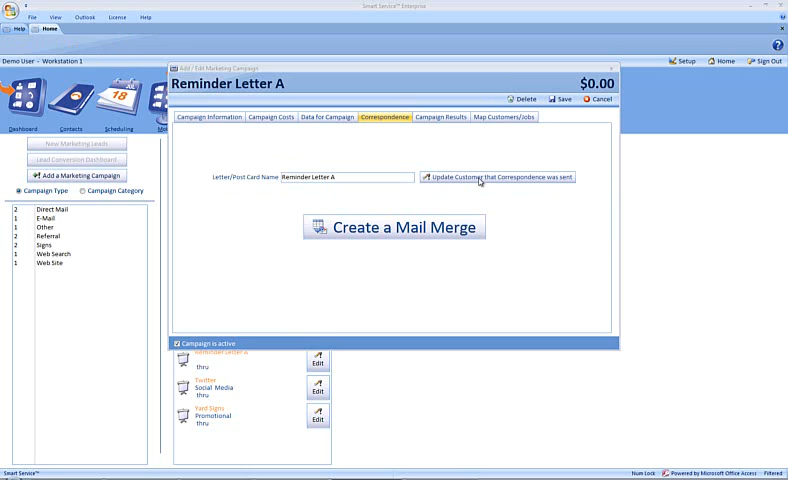 Smart Service™ Enterprise
File View Outlook License Help
Help Home
Demo User - Workstation 1
Setup Home Sign Out
Dashboard Contacts Scheduling
18
New Marketing Leads
Lead Conversion Dashboard
Add a Marketing Campaign
Campaign Type Campaign Category
2 Direct Mail
1 E-Mail
1 Other
2 Referral
2 Signs
1 Web Search
1 Web Site
Add / Edit Marketing Campaign
Reminder Letter A $0.00
Delete Save Cancel
Campaign Information Campaign Costs Data for Campaign Correspondence Campaign Results Map Customers/Jobs
Letter/Post Card Name Reminder Letter A Update Customer that Correspondence was sent
Create a Mail Merge
Campaign is active
Reminder Letter A
thru
Edit
Twitter
Social Media
thru
Edit
Yard Signs
Promotional
thru
Edit
Smart Service™
Num Lock Powered by Microsoft Office Access Filtered